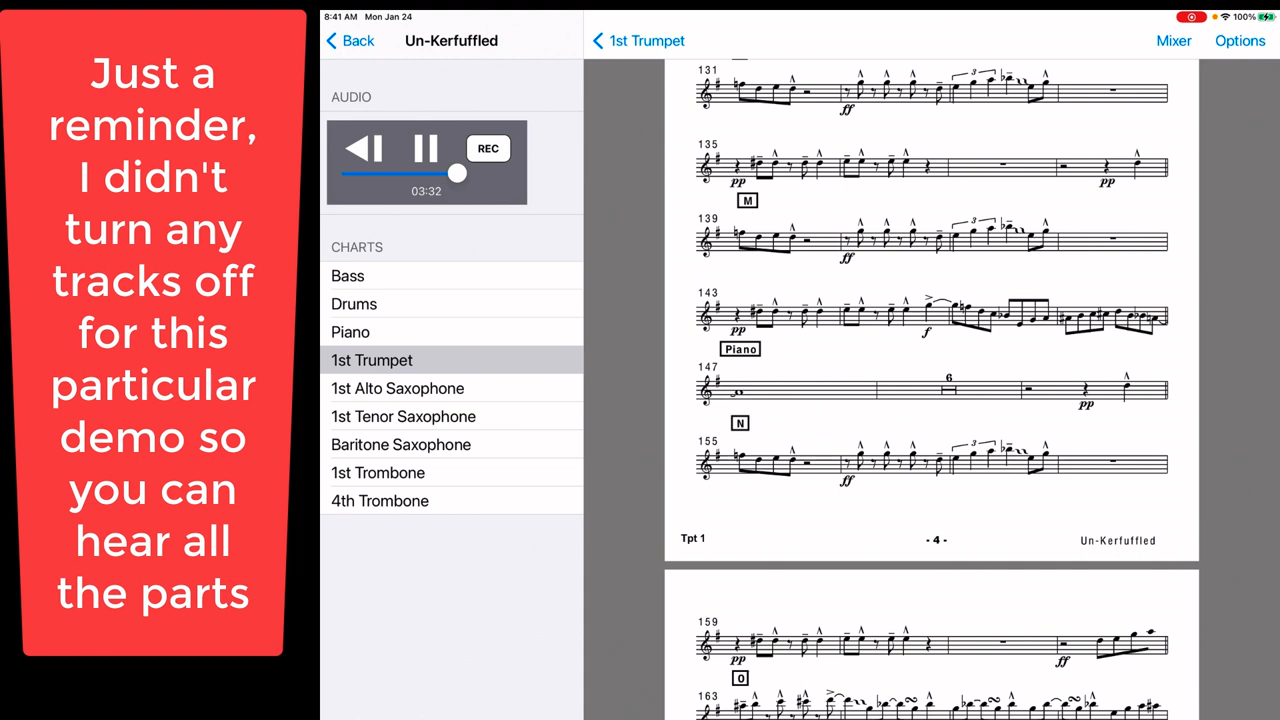 Just a
reminder,
I didn't
turn any
tracks off
for this
particular
demo so
you can
hear all
the parts
8:41 AM Mon Jan 24
100%
Back
Un-Kerfuffled
AUDIO
REC
03:32
CHARTS
Bass
Drums
Piano
1st Trumpet
1st Alto Saxophone
1st Tenor Saxophone
Baritone Saxophone
1st Trombone
4th Trombone
1st Trumpet
Mixer
Options
131
3
ff
135
pp
pp
M
139
3
ff
143
pp
f
Piano
147
6
pp
N
155
3
ff
Tpt 1
- 4 -
Un-Kerfuffled
159
pp
ff
O
163